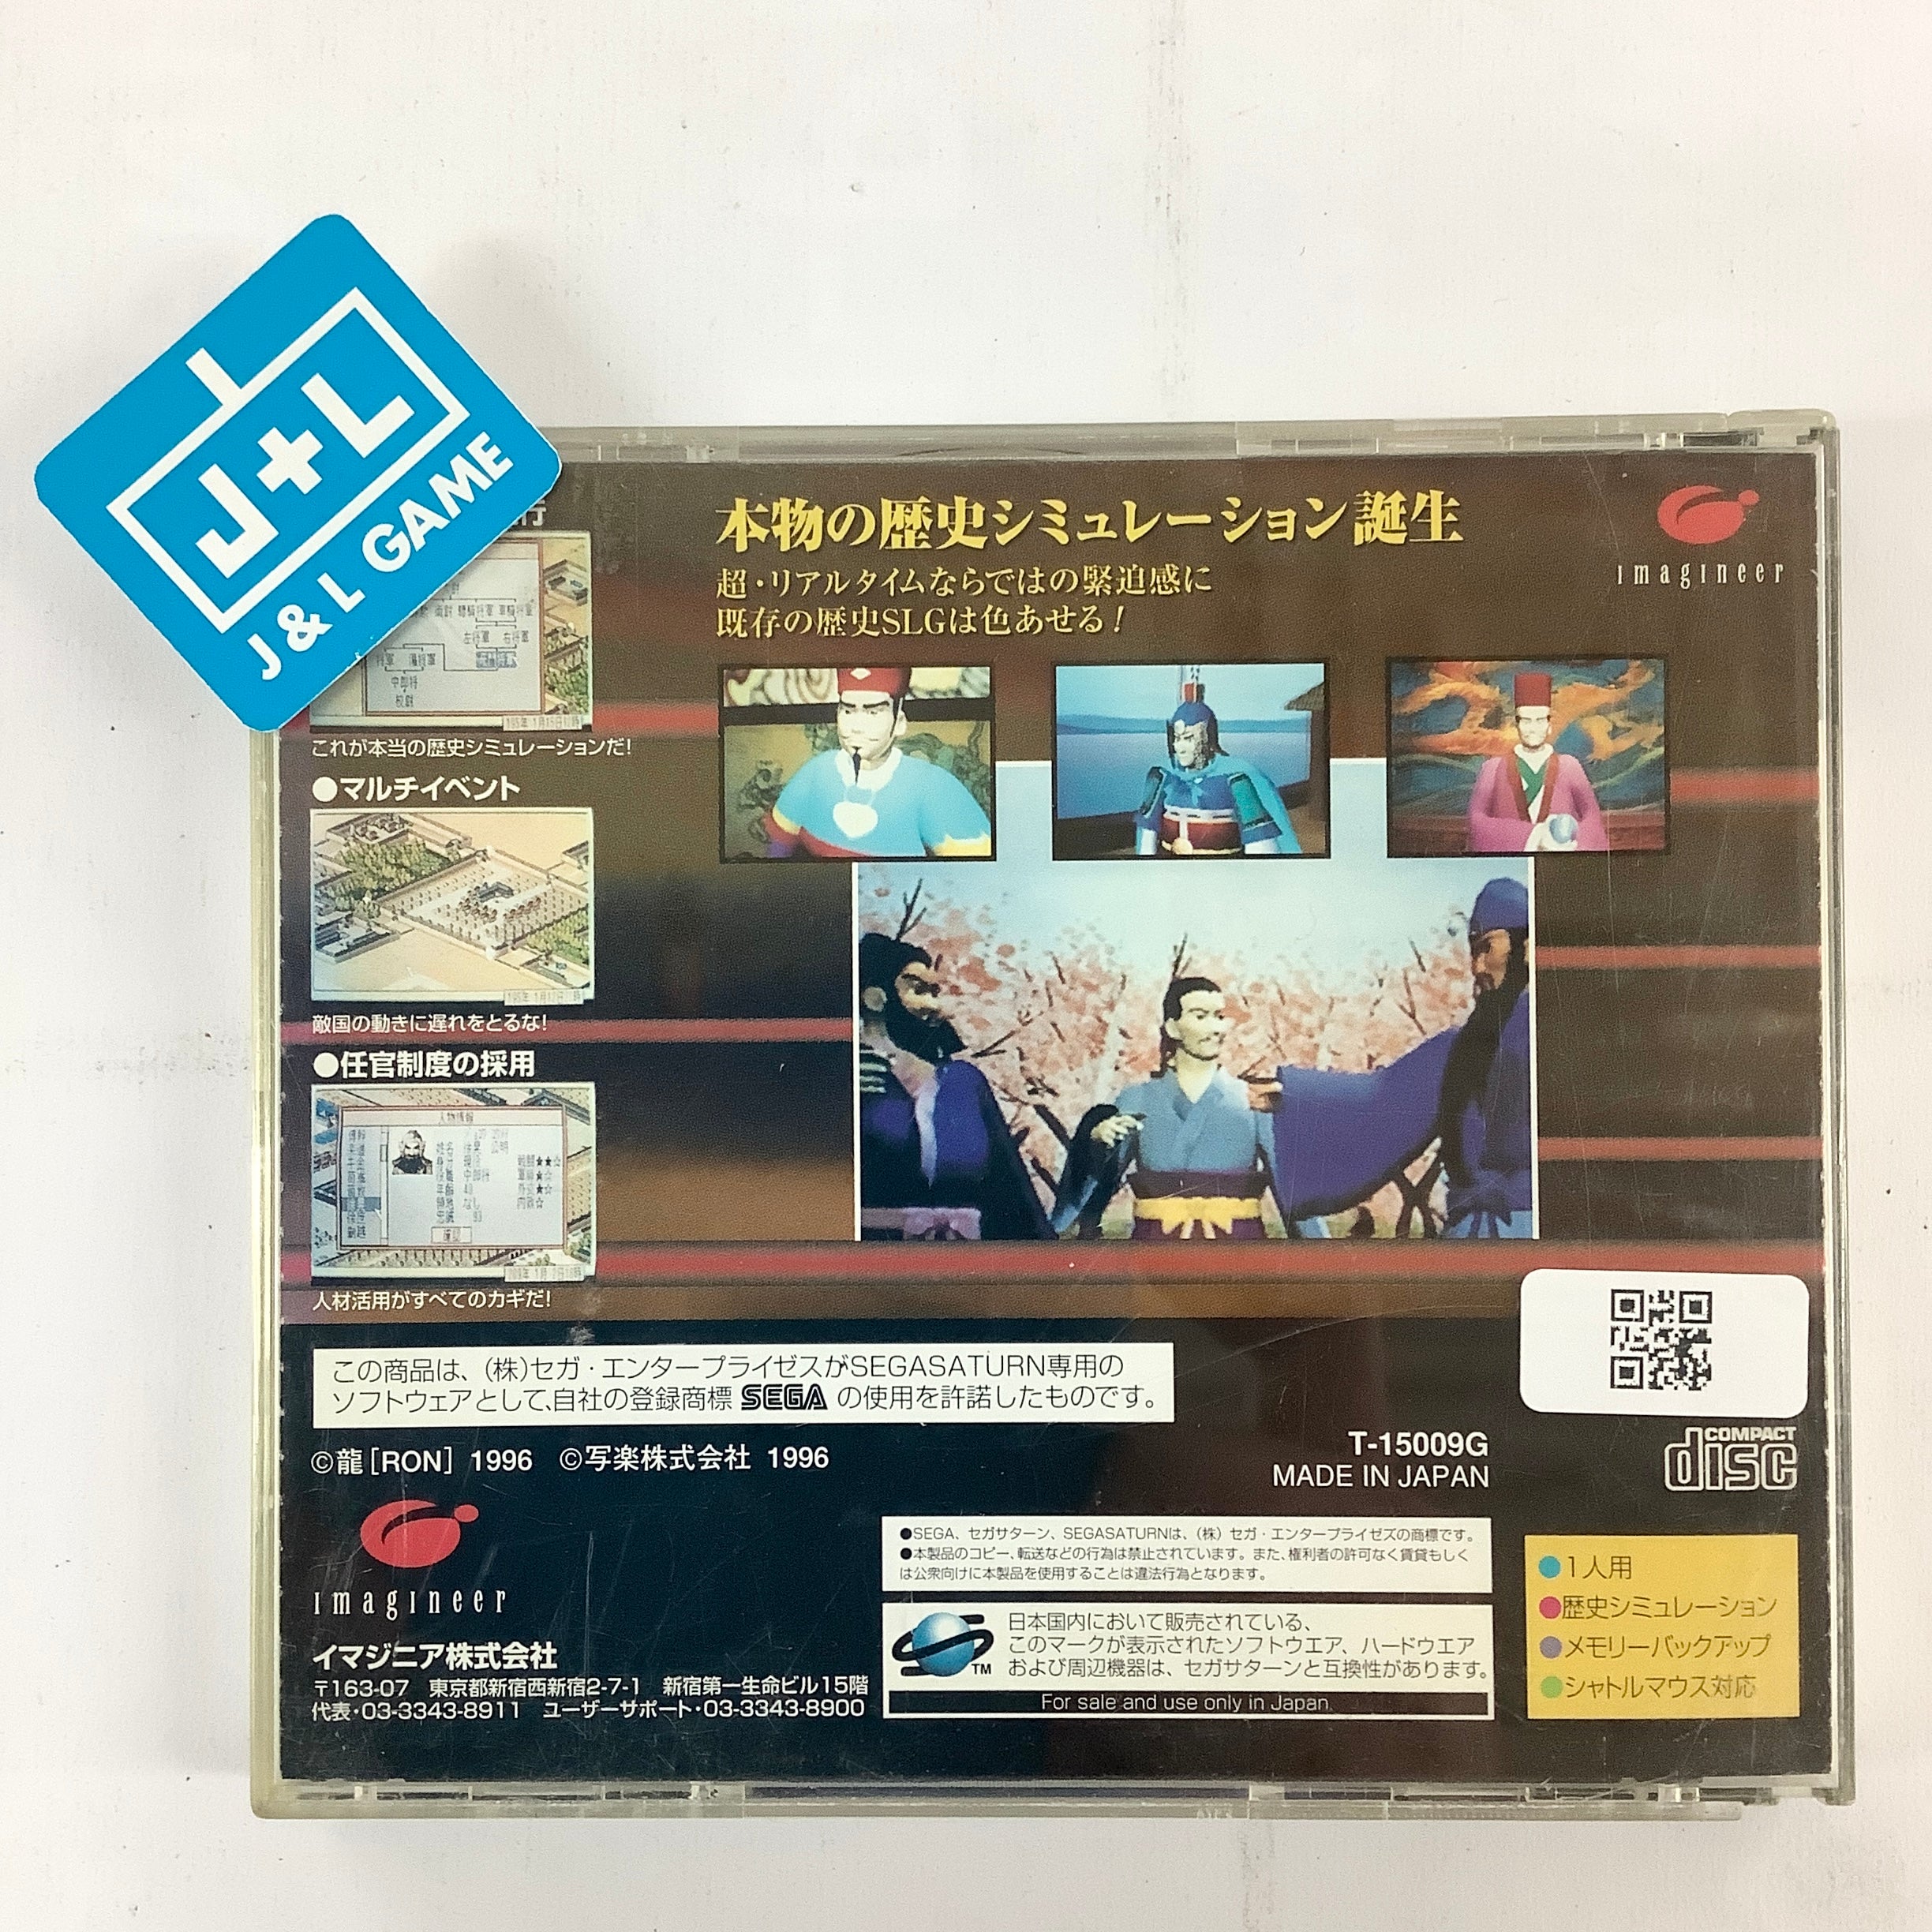 J+L
J & L GAME
行
本物の歴史シミュレーション誕生
超・リアルタイムならではの緊迫感に
既存の歴史SLGは色あせる!
imagineer
左将軍 右将軍
中郎将
校尉
これが本当の歴史シミュレーションだ!
●マルチイベント
敵国の動きに遅れをとるな!
●任官制度の採用
人物情報
人材活用がすべてのカギだ!
この商品は、(株)セガ・エンタープライゼスがSEGASATURN専用の
ソフトウェアとして、自社の登録商標 SEGA の使用を許諾したものです。
©龍[RON] 1996 ©写楽株式会社 1996
T-15009G
MADE IN JAPAN
COMPACT
disc
imagineer
イマジニア株式会社
〒163-07 東京都新宿西新宿2-7-1 新宿第一生命ビル15階
代表・03-3343-8911 ユーザーサポート・03-3343-8900
●SEGA、セガサターン、SEGASATURNは、(株)セガ・エンタープライゼズの商標です。
●本製品のコピー、転送などの行為は禁止されています。また、権利者の許可なく賃貸もしく
は公衆向けに本製品を使用することは違法行為となります。
TM
日本国内において販売されている、
このマークが表示されたソフトウエア、ハードウエア
および周辺機器は、セガサターンと互換性があります。
For sale and use only in Japan.
●1人用
●歴史シミュレーション
●メモリーバックアップ
●シャトルマウス対応